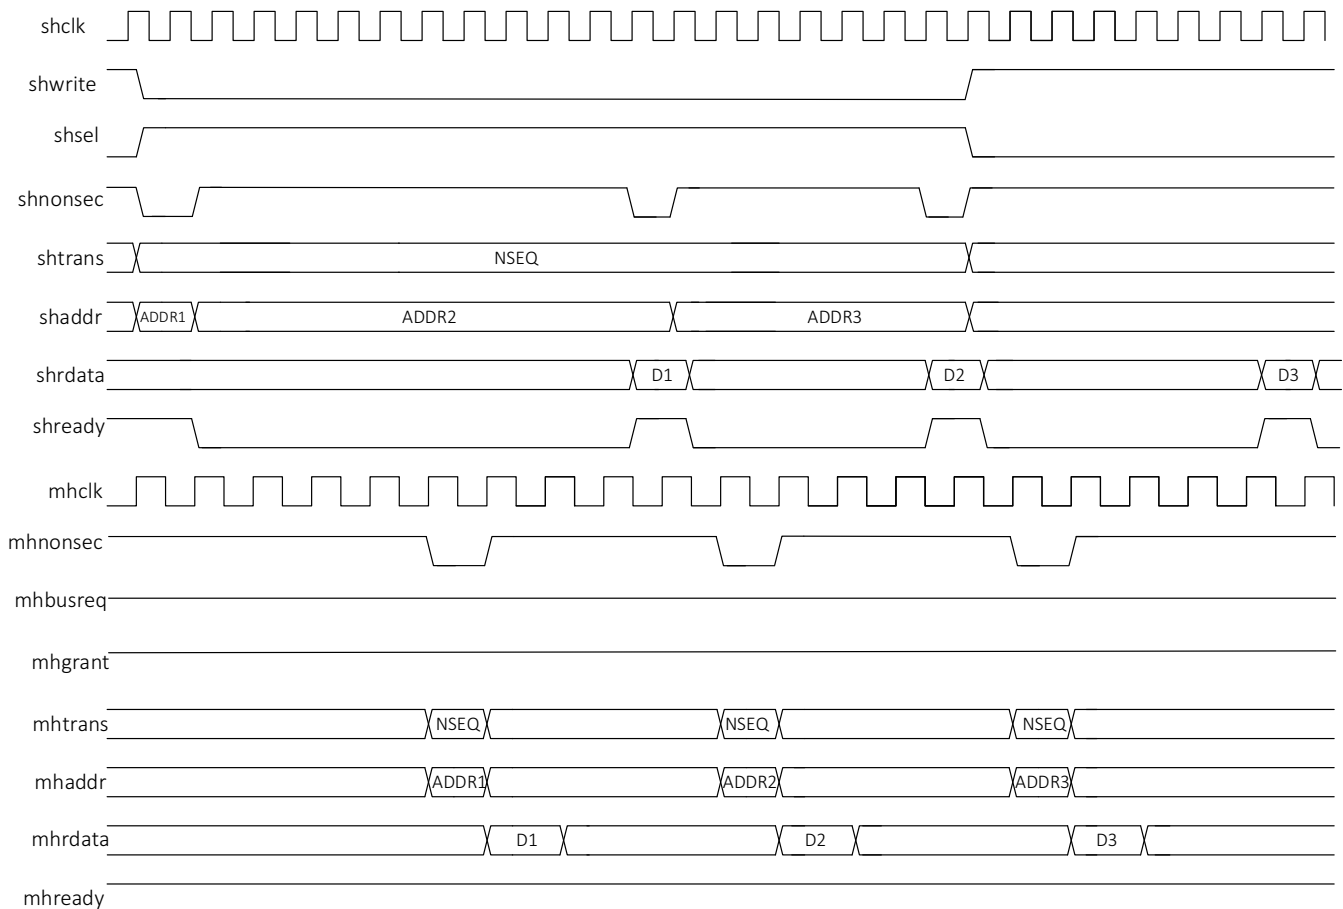 shclk
shwrite
shsel
shnonsec
shtrans NSEQ
shaddr ADDR1 ADDR2 ADDR3
shrdata D1 D2 D3
shready
mhclk
mhnonsec
mhbusreq
mhgrant
mhtrans NSEQ NSEQ NSEQ
mhaddr ADDR1 ADDR2 ADDR3
mhrdata D1 D2 D3
mhready